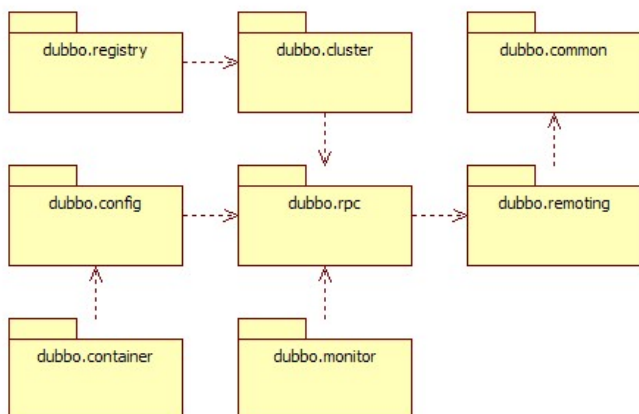 dubbo.registry
dubbo.cluster
dubbo.common
dubbo.config
dubbo.rpc
dubbo.remoting
dubbo.container
dubbo.monitor